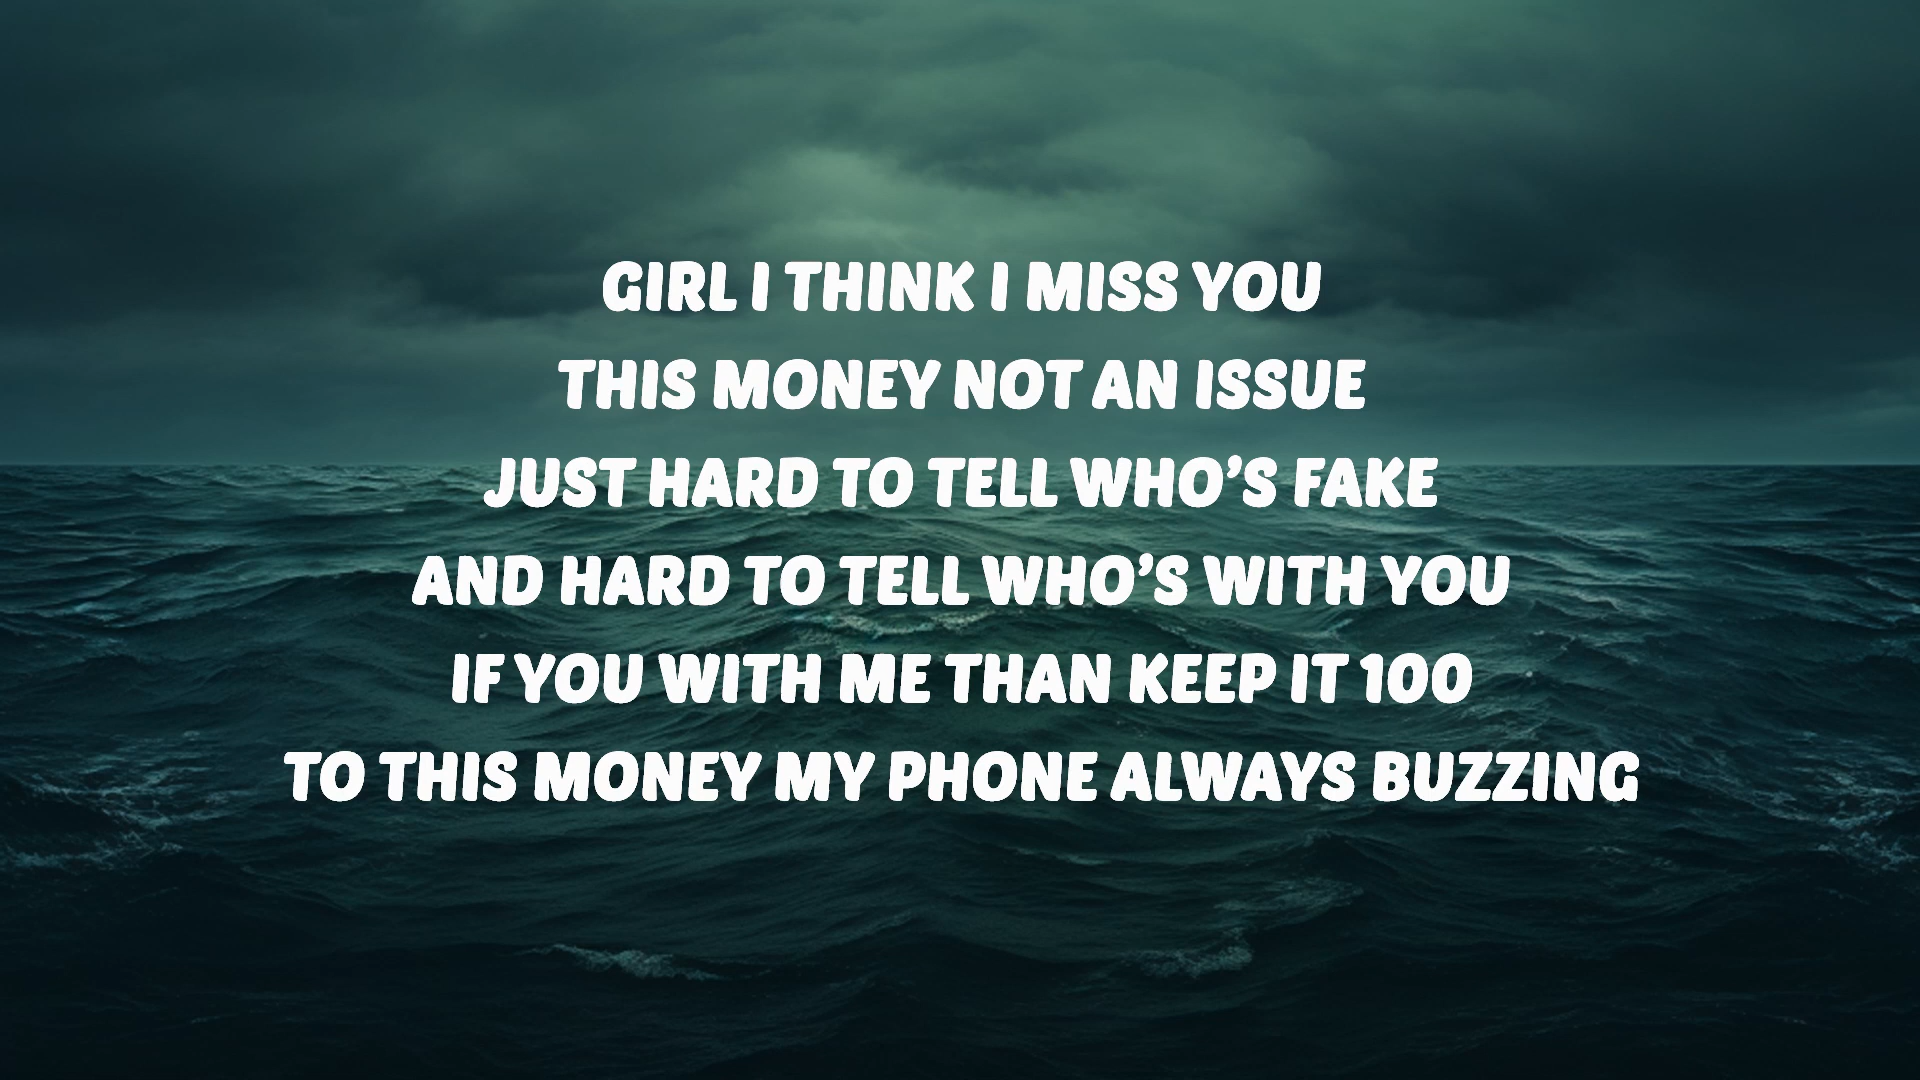 GIRL I THINK I MISS YOU
THIS MONEY NOT AN ISSUE
JUST HARD TO TELL WHO'S FAKE
AND HARD TO TELL WHO'S WITH YOU
IF YOU WITH ME THAN KEEP IT 100
TO THIS MONEY MY PHONE ALWAYS BUZZING